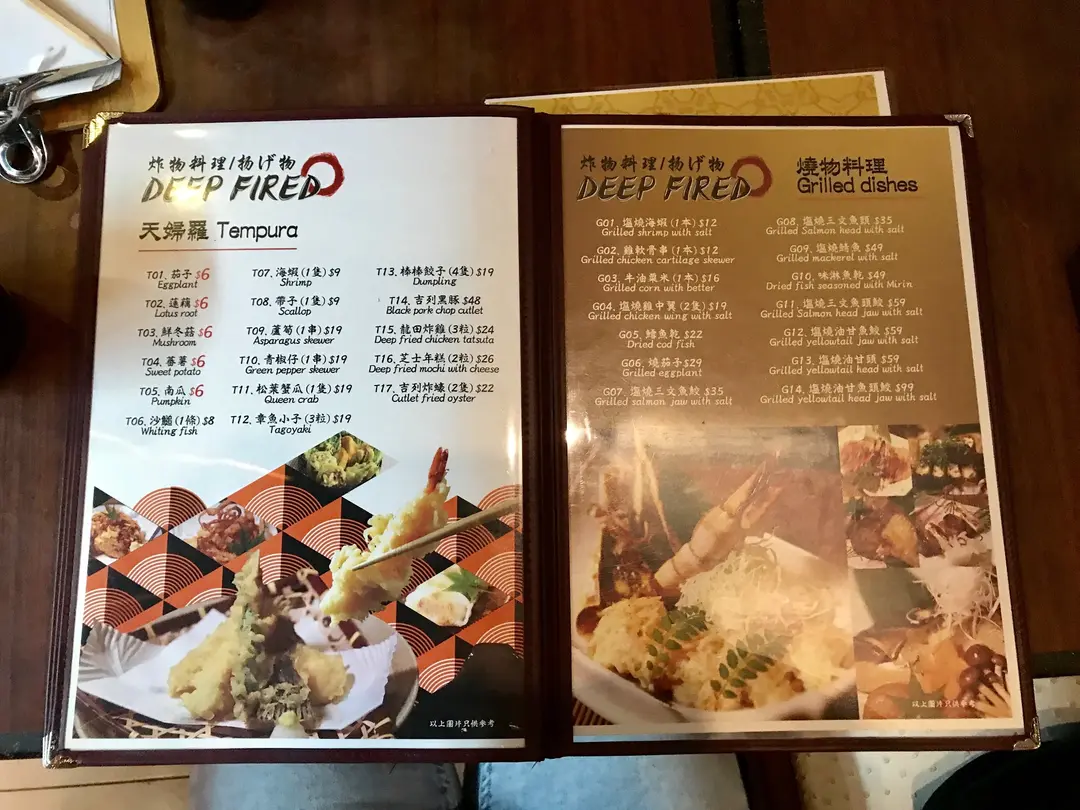 炸物料理/揚げ物
DEEP FIRED
天婦羅 Tempura
T01. 茄子 $6
Eggplant
T02. 蓮藕 $6
Lotus root
T03. 鮮冬菇 $6
Mushroom
T04. 蕃薯 $6
Sweet potato
T05. 南瓜 $6
Pumpkin
T06. 沙鱚 (1條) $8
Whiting fish
T07. 海蝦 (1隻) $9
Shrimp
T08. 帶子 (1隻) $9
Scallop
T09. 蘆筍 (1串) $19
Asparagus skewer
T10. 青椒仔 (1串) $19
Green pepper skewer
T11. 松葉蟹瓜 (1隻) $19
Queen crab
T12. 章魚小子 (3粒) $19
Tagoyaki
T13. 棒棒餃子 (4隻) $19
Dumpling
T14. 吉列黑豚 $48
Black pork chop cutlet
T15. 龍田炸雞 (3粒) $24
Deep fried chicken tatsuta
T16. 芝士年糕 (2粒) $26
Deep fried mochi with cheese
T17. 吉列炸蠔 (2隻) $22
Cutlet fried oyster
以上圖片只供參考
炸物料理/揚げ物
DEEP FIRED
燒物料理
Grilled dishes
G01. 塩燒海蝦 (1本) $12
Grilled shrimp with salt
G02. 雞軟骨串 (1本) $12
Grilled chicken cartilage skewer
G03. 牛油粟米 (1本) $16
Grilled corn with better
G04. 塩燒雞中翼 (2隻) $19
Grilled chicken wing with salt
G05. 鱈魚乾 $22
Dried cod fish
G06. 燒茄子 $29
Grilled eggplant
G07. 塩燒三文魚鮫 $35
Grilled salmon jaw with salt
G08. 塩燒三文魚頭 $35
Grilled Salmon head with salt
G09. 塩燒鯖魚 $49
Grilled mackerel with salt
G10. 味淋魚乾 $49
Dried fish seasoned with Mirin
G11. 塩燒三文魚頭鮫 $59
Grilled Salmon head jaw with salt
G12. 塩燒油甘魚鮫 $59
Grilled yellowtail jaw with salt
G13. 塩燒油甘頭 $59
Grilled yellowtail head with salt
G14. 塩燒油甘魚頭鮫 $99
Grilled yellowtail head jaw with salt
以上圖片只供參考